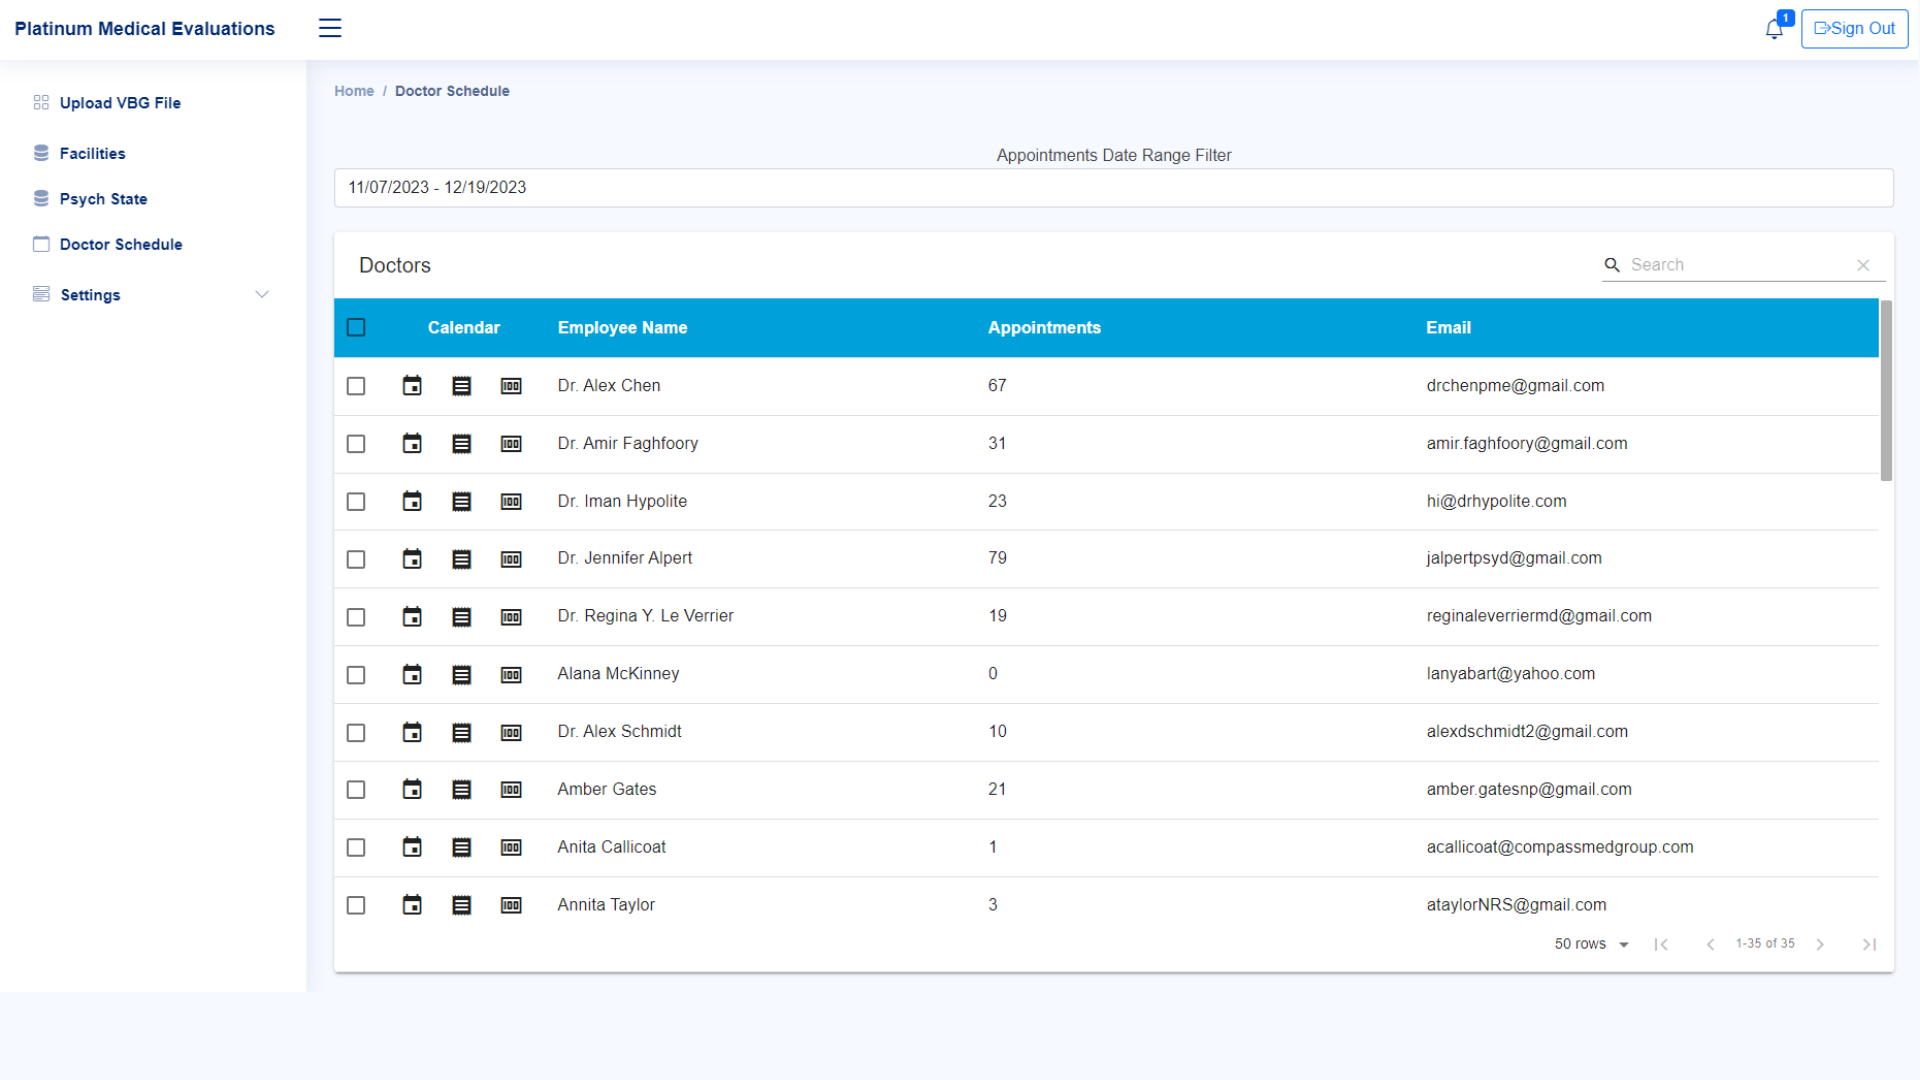 Platinum Medical Evaluations
1
Sign Out
Upload VBG File
Facilities
Psych State
Doctor Schedule
Settings
Home / Doctor Schedule
Appointments Date Range Filter
11/07/2023 - 12/19/2023
Doctors
Search
Calendar Employee Name Appointments Email
Dr. Alex Chen 67 drchenpme@gmail.com
Dr. Amir Faghfoory 31 amir.faghfoory@gmail.com
Dr. Iman Hypolite 23 hi@drhypolite.com
Dr. Jennifer Alpert 79 jalpertpsyd@gmail.com
Dr. Regina Y. Le Verrier 19 reginaleverriermd@gmail.com
Alana McKinney 0 lanyabart@yahoo.com
Dr. Alex Schmidt 10 alexdschmidt2@gmail.com
Amber Gates 21 amber.gatesnp@gmail.com
Anita Callicoat 1 acallicoat@compassmedgroup.com
Annita Taylor 3 ataylorNRS@gmail.com
50 rows 1-35 of 35